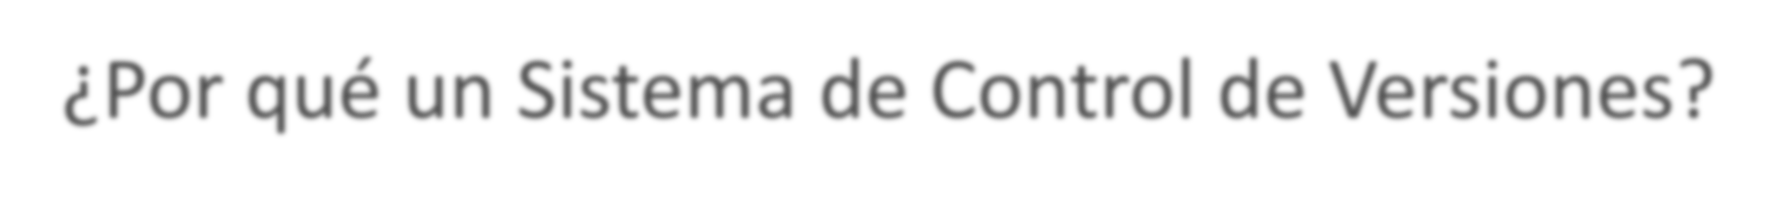 ¿Por qué un Sistema de Control de Versiones?